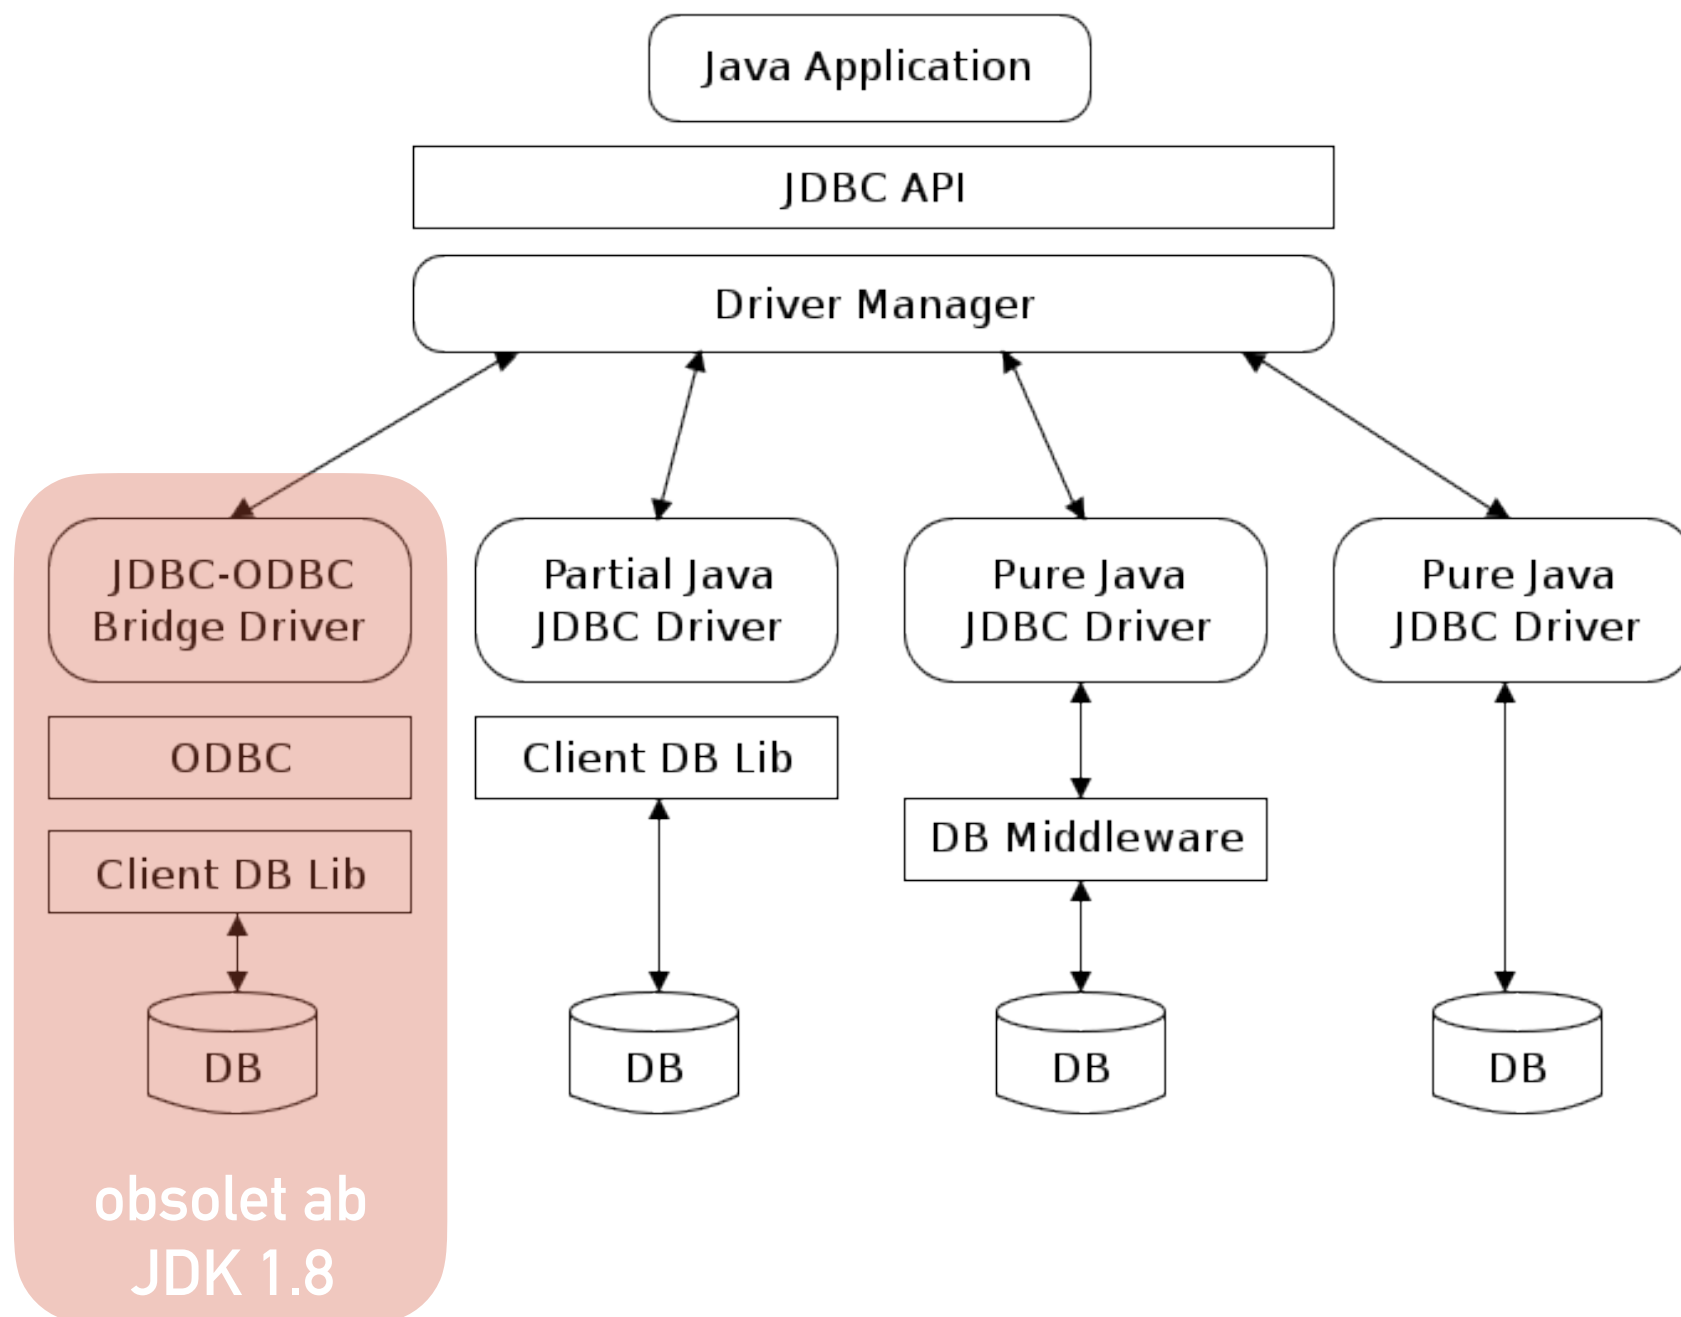 Java Application
JDBC API
Driver Manager
JDBC-ODBC
Bridge Driver
Partial Java
JDBC Driver
Pure Java
JDBC Driver
Pure Java
JDBC Driver
ODBC
Client DB Lib
Client DB Lib
DB Middleware
DB
DB
DB
DB
obsolet ab
JDK 1.8